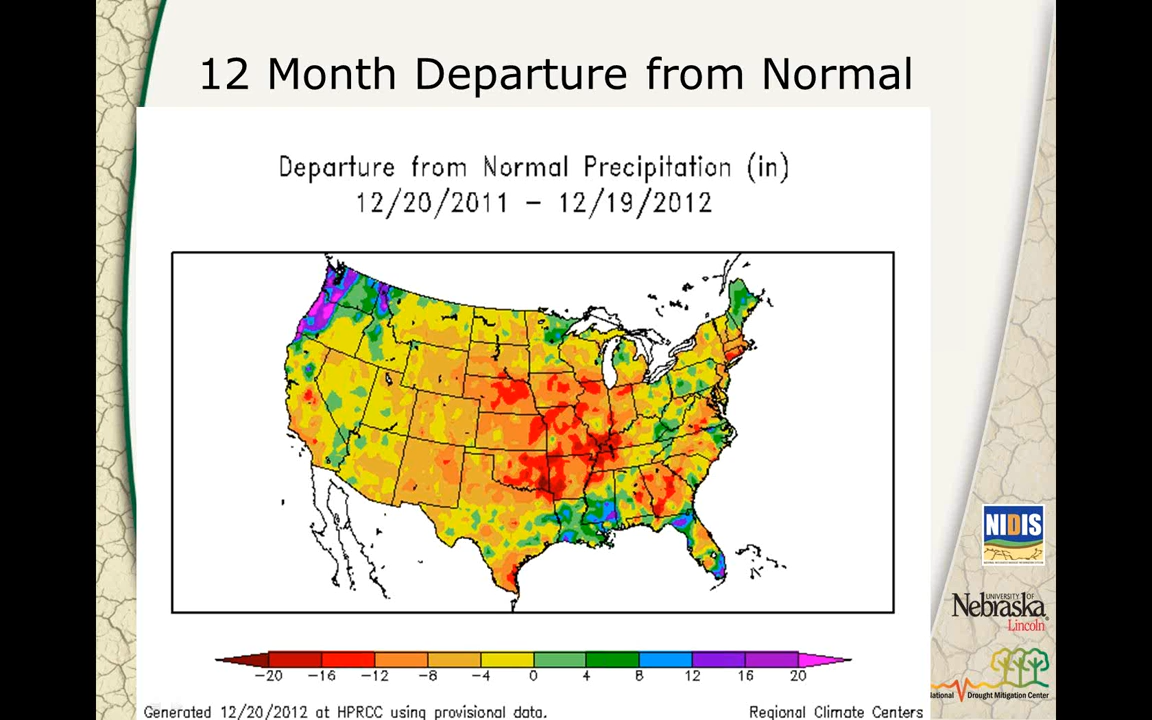 12 Month Departure from Normal
Departure from Normal Precipitation (in)
12/20/2011 – 12/19/2012
-20 -16 -12 -8 -4 0 4 8 12 16 20
Generated 12/20/2012 at HPRCC using provisional data.
Regional Climate Centers
NIDIS
UNIVERSITY OF
Nebraska
Lincoln
National Drought Mitigation Center